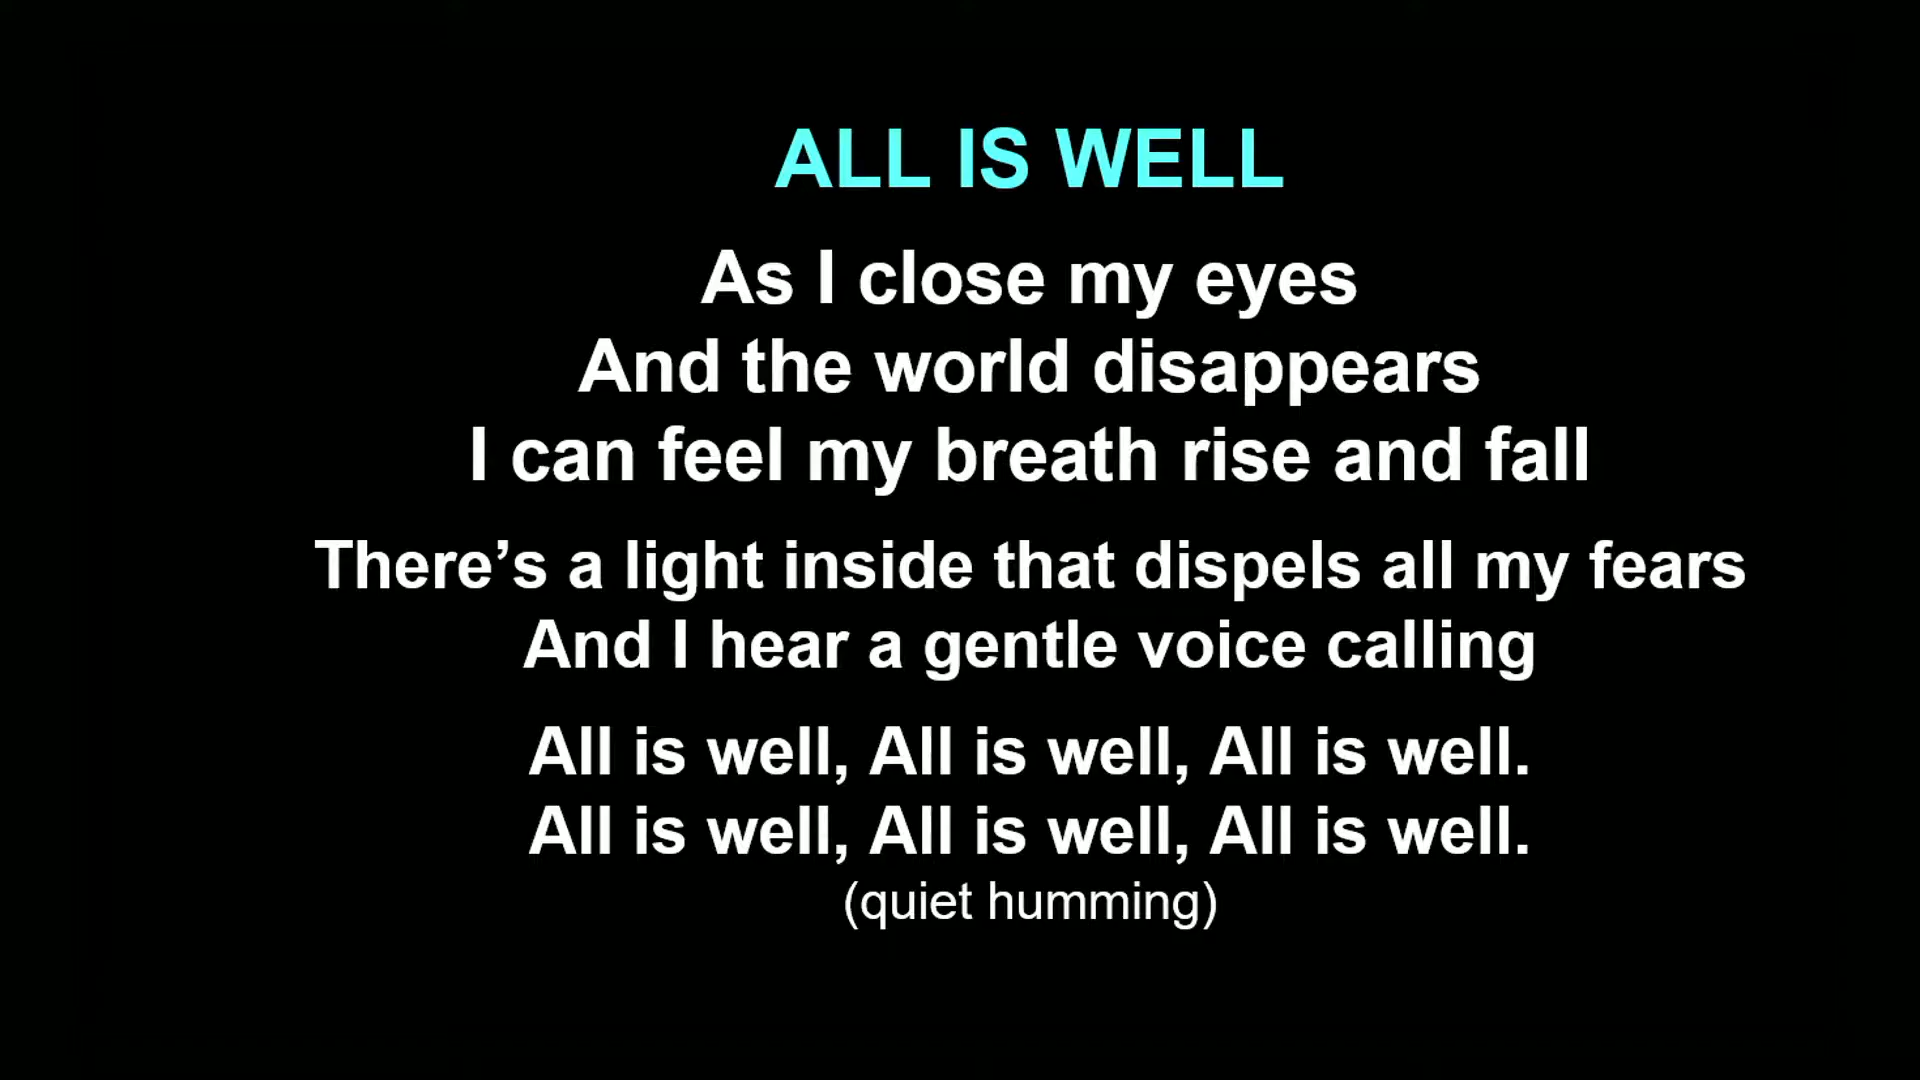 ALL IS WELL
As I close my eyes
And the world disappears
I can feel my breath rise and fall
There’s a light inside that dispels all my fears
And I hear a gentle voice calling
All is well, All is well, All is well.
All is well, All is well, All is well.
(quiet humming)